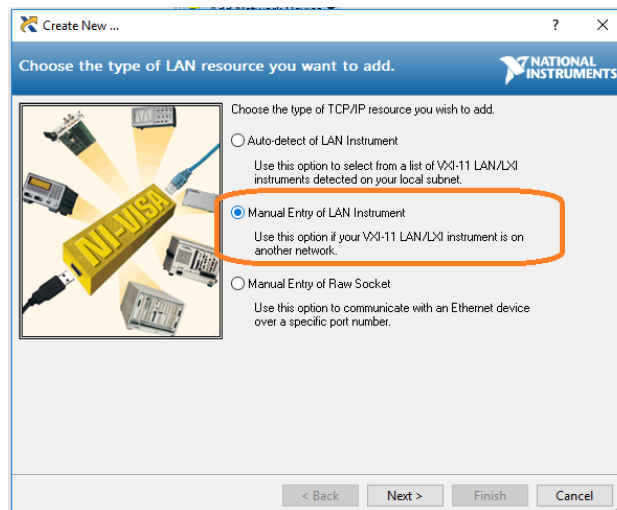 Add Network Device
Create New ...
?
Choose the type of LAN resource you want to add.
NATIONAL
INSTRUMENTS
NI-VISA
Choose the type of TCP/IP resource you wish to add.
Auto-detect of LAN Instrument
Use this option to select from a list of VXI-11 LAN/LXI
instruments detected on your local subnet.
Manual Entry of LAN Instrument
Use this option if your VXI-11 LAN/LXI instrument is on
another network.
Manual Entry of Raw Socket
Use this option to communicate with an Ethernet device
over a specific port number.
< Back
Next >
Finish
Cancel